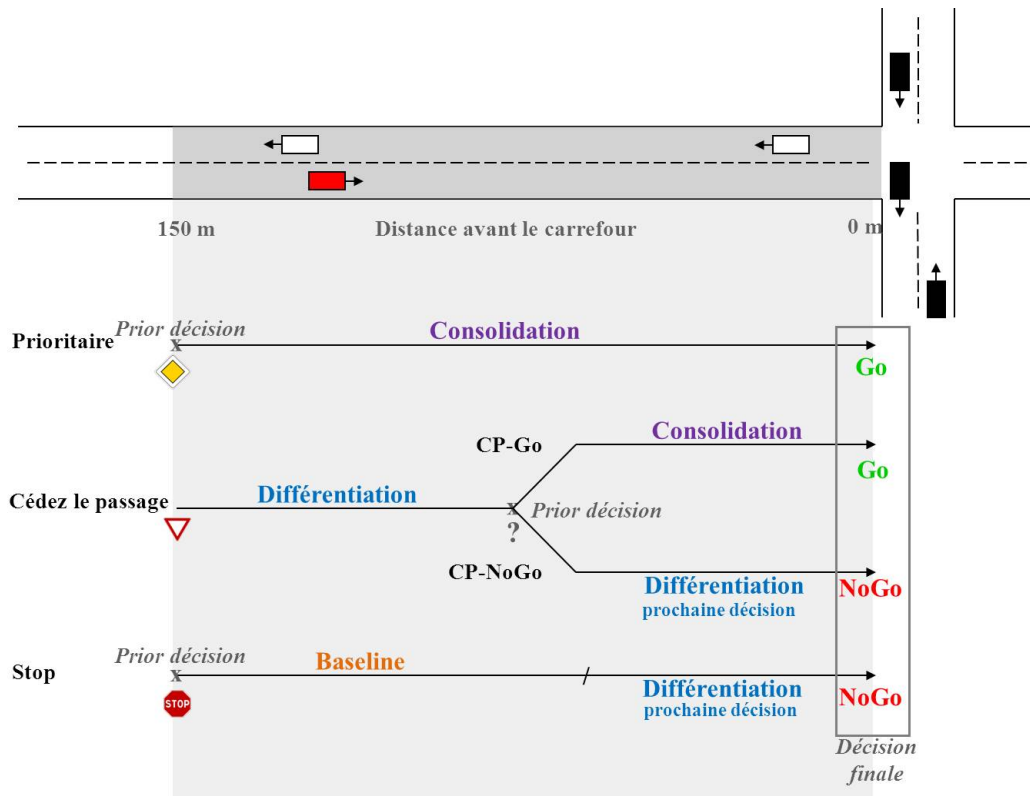 150 m
Distance avant le carrefour
0 m
Prior décision
Consolidation
Prioritaire
x
Go
CP-Go
Consolidation
Go
Cédez le passage
Différentiation
x
Prior décision
?
CP-NoGo
Différentiation
NoGo
prochaine décision
Prior décision
Baseline
Stop
x
/
Différentiation
NoGo
prochaine décision
STOP
Décision
finale